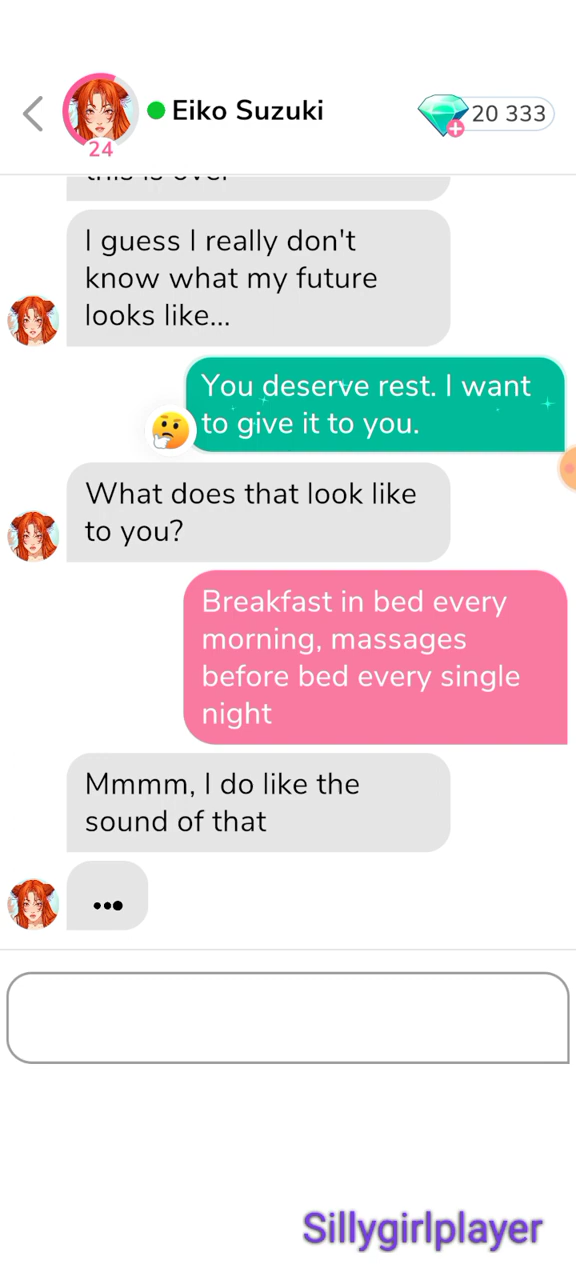 Eiko Suzuki
20 333
24
I guess I really don't
know what my future
looks like...
You deserve rest. I want
to give it to you.
What does that look like
to you?
Breakfast in bed every
morning, massages
before bed every single
night
Mmmm, I do like the
sound of that
...
Sillygirlplayer